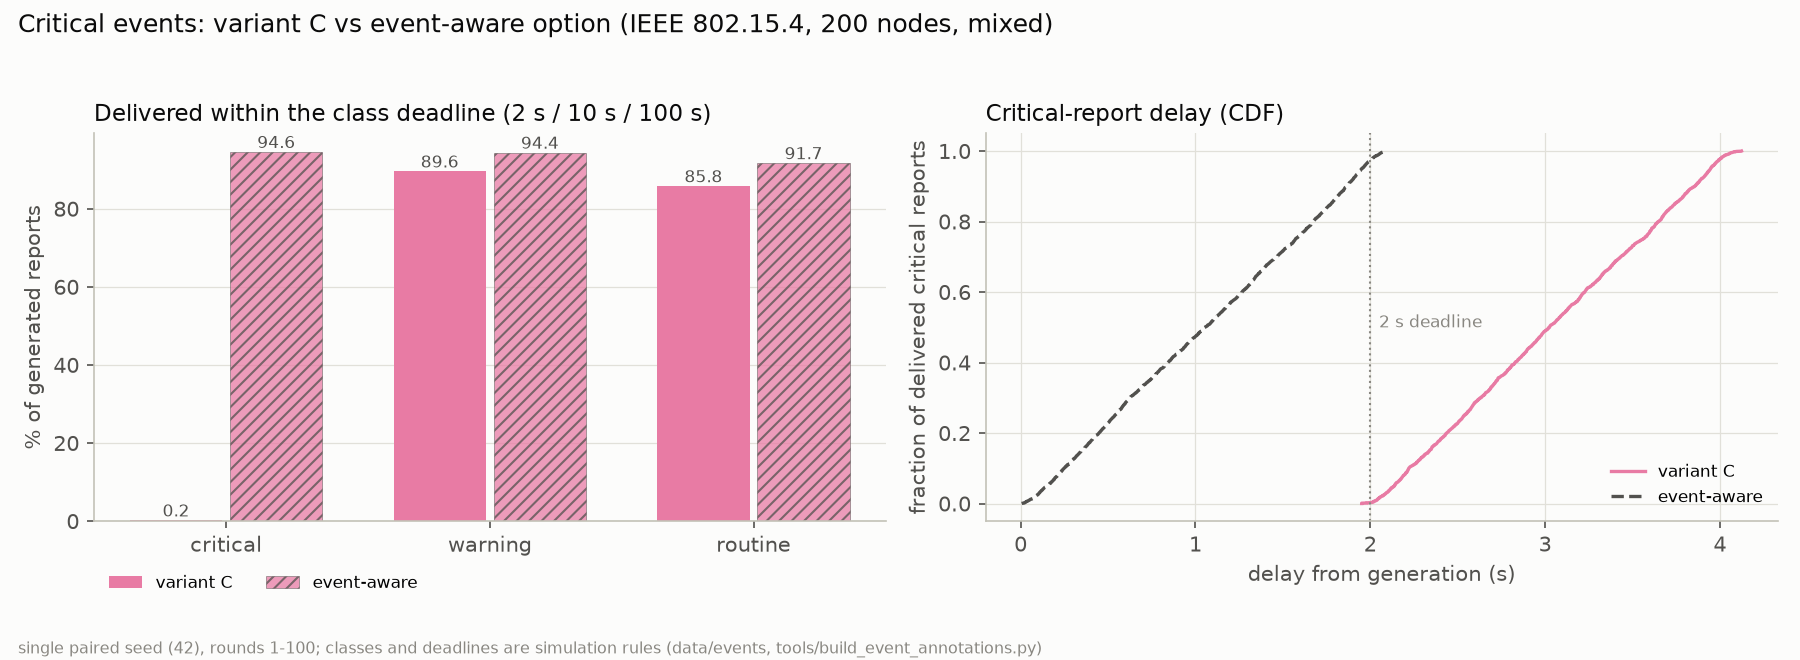 Critical events: variant C vs event-aware option (IEEE 802.15.4, 200 nodes, mixed)
Delivered within the class deadline (2 s / 10 s / 100 s)
% of generated reports
80
60
40
20
0
0.2
94.6
89.6
94.4
85.8
91.7
critical
warning
routine
variant C
event-aware
Critical-report delay (CDF)
fraction of delivered critical reports
1.0
0.8
0.6
0.4
0.2
0.0
2 s deadline
variant C
event-aware
0
1
2
3
4
delay from generation (s)
single paired seed (42), rounds 1-100; classes and deadlines are simulation rules (data/events, tools/build_event_annotations.py)